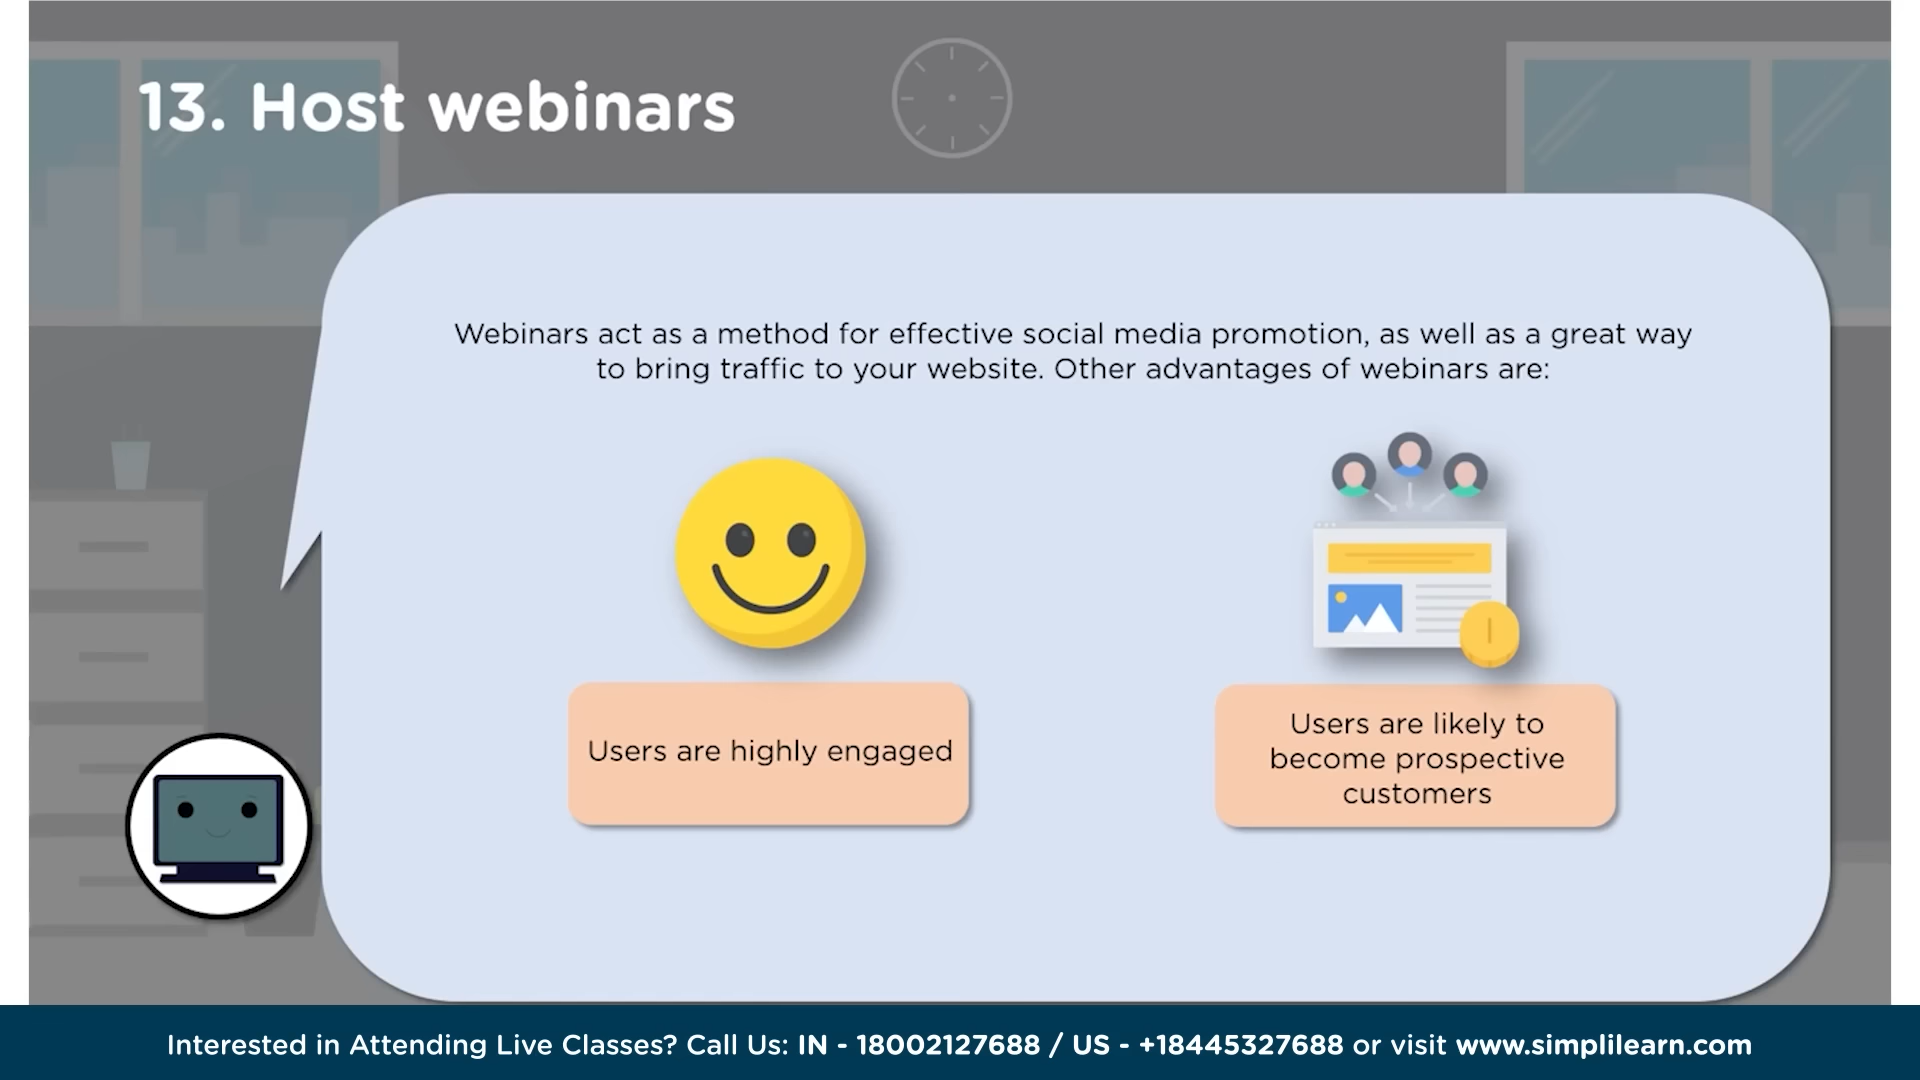 13. Host webinars
Webinars act as a method for effective social media promotion, as well as a great way
to bring traffic to your website. Other advantages of webinars are:
Users are highly engaged
Users are likely to
become prospective
customers
Interested in Attending Live Classes? Call Us: IN - 18002127688 / US - +18445327688 or visit www.simplilearn.com